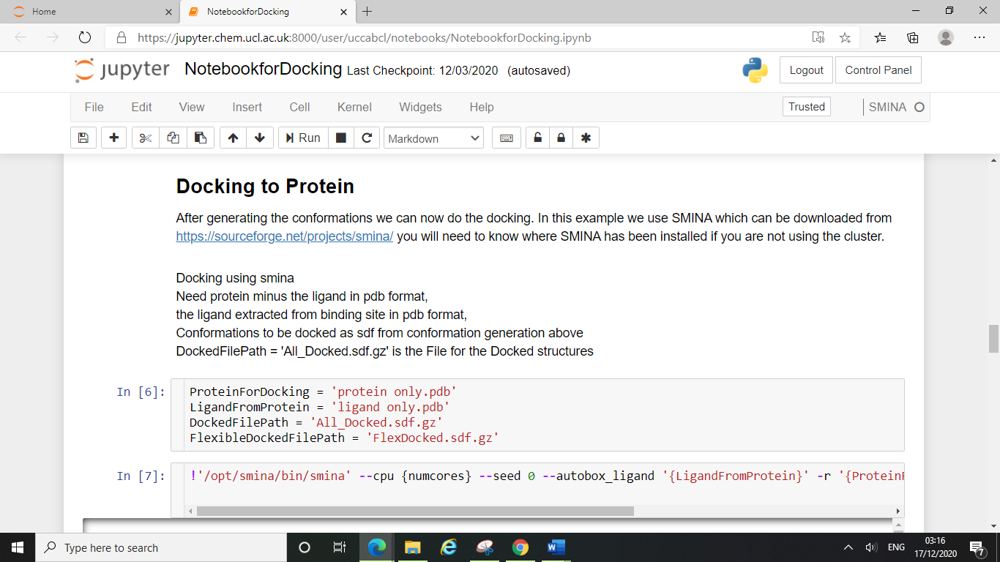 Home
NotebookforDocking
https://jupyter.chem.ucl.ac.uk:8000/user/uccabcl/notebooks/NotebookforDocking.ipynb
jupyter NotebookforDocking Last Checkpoint: 12/03/2020 (autosaved)
Logout Control Panel
File Edit View Insert Cell Kernel Widgets Help
Trusted SMINA
Run Markdown
Docking to Protein
After generating the conformations we can now do the docking. In this example we use SMINA which can be downloaded from
https://sourceforge.net/projects/smina/ you will need to know where SMINA has been installed if you are not using the cluster.
Docking using smina
Need protein minus the ligand in pdb format,
the ligand extracted from binding site in pdb format,
Conformations to be docked as sdf from conformation generation above
DockedFilePath = 'All_Docked.sdf.gz' is the File for the Docked structures
In [6]: ProteinForDocking = 'protein only.pdb'
LigandFromProtein = 'ligand only.pdb'
DockedFilePath = 'All_Docked.sdf.gz'
FlexibleDockedFilePath = 'FlexDocked.sdf.gz'
In [7]: !'/opt/smina/bin/smina' --cpu {numcores} --seed 0 --autobox_ligand '{LigandFromProtein}' -r '{Protein
Type here to search
ENG
03:16
17/12/2020
7